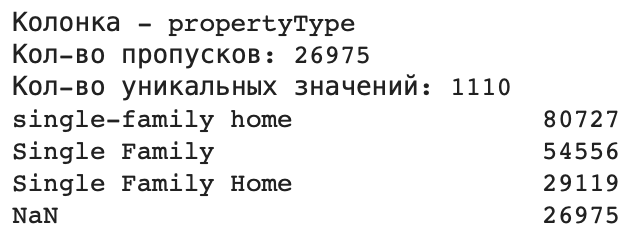 Колонка - propertyType
Кол-во пропусков: 26975
Кол-во уникальных значений: 1110
single-family home 80727
Single Family 54556
Single Family Home 29119
NaN 26975